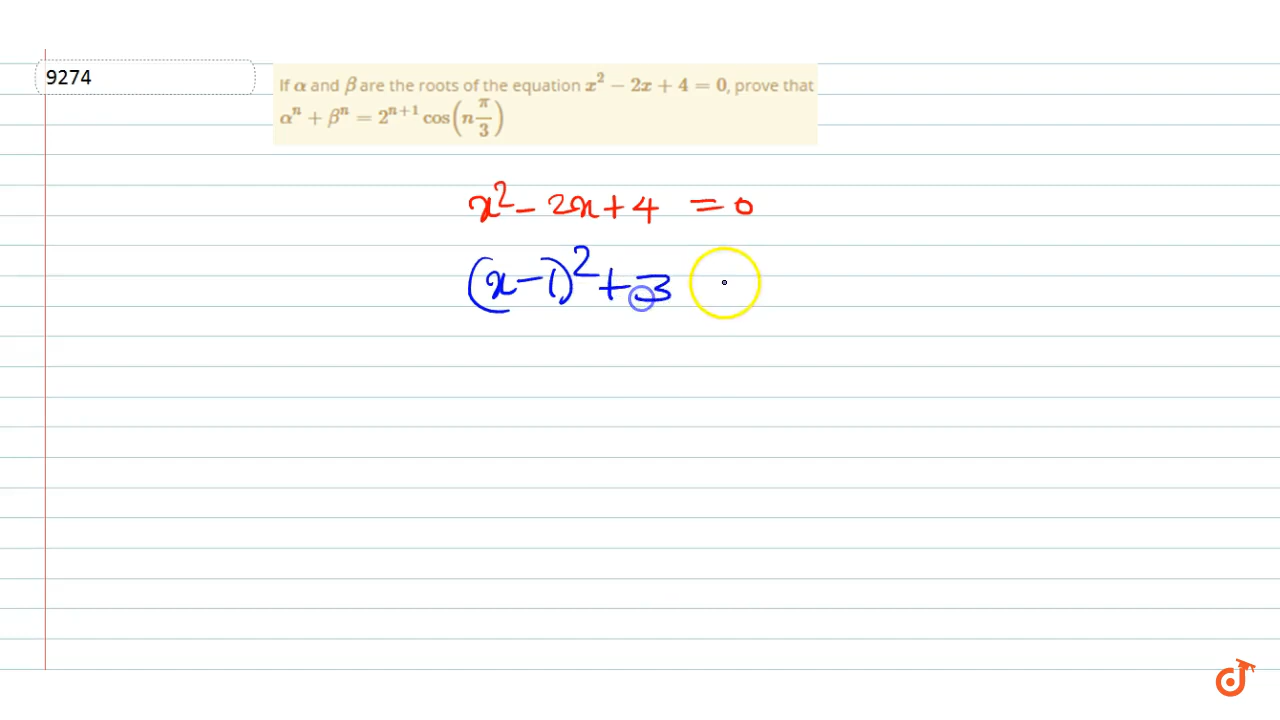 9274
If α and β are the roots of the equation x² − 2x + 4 = 0, prove that
αⁿ + βⁿ = 2ⁿ⁺¹ cos(n π/3)
x² − 2x + 4 = 0
(x − 1)² + 3